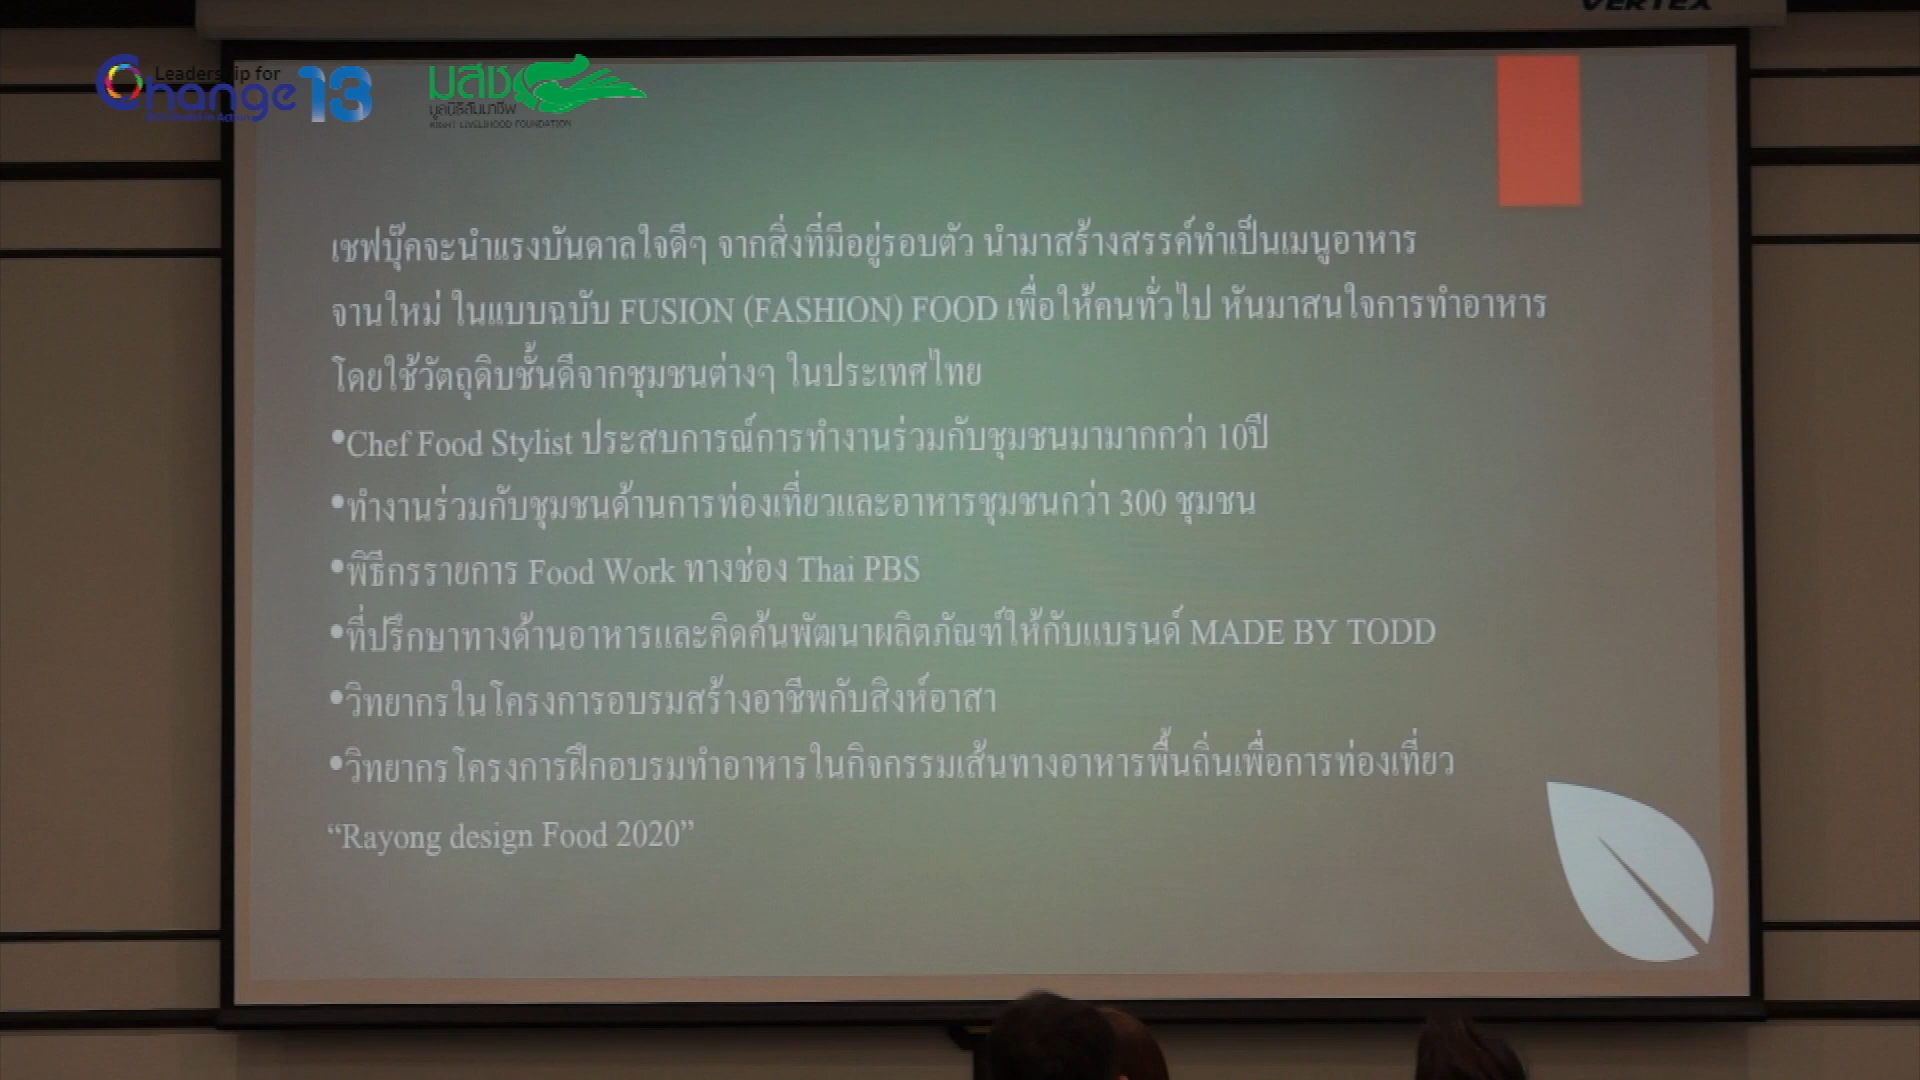 VERTEX
Leadership for
Change 13
มสช
มูลนิธิสัมมาชีพ
RIGHT LIVELIHOOD FOUNDATION
เชฟบุ๊คจะนำแรงบันดาลใจดีๆ จากสิ่งที่มีอยู่รอบตัว นำมาสร้างสรรค์ทำเป็นเมนูอาหาร
จานใหม่ ในแบบฉบับ FUSION (FASHION) FOOD เพื่อให้คนทั่วไป หันมาสนใจการทำอาหาร
โดยใช้วัตถุดิบชั้นดีจากชุมชนต่างๆ ในประเทศไทย
•Chef Food Stylist ประสบการณ์การทำงานร่วมกับชุมชนมามากกว่า 10ปี
•ทำงานร่วมกับชุมชนด้านการท่องเที่ยวและอาหารชุมชนกว่า 300 ชุมชน
•พิธีกรรายการ Food Work ทางช่อง Thai PBS
•ที่ปรึกษาทางด้านอาหารและคิดค้นพัฒนาผลิตภัณฑ์ให้กับแบรนด์ MADE BY TODD
•วิทยากรในโครงการอบรมสร้างอาชีพกับสิงห์อาสา
•วิทยากรโครงการฝึกอบรมทำอาหารในกิจกรรมเส้นทางอาหารพื้นถิ่นเพื่อการท่องเที่ยว
“Rayong design Food 2020”